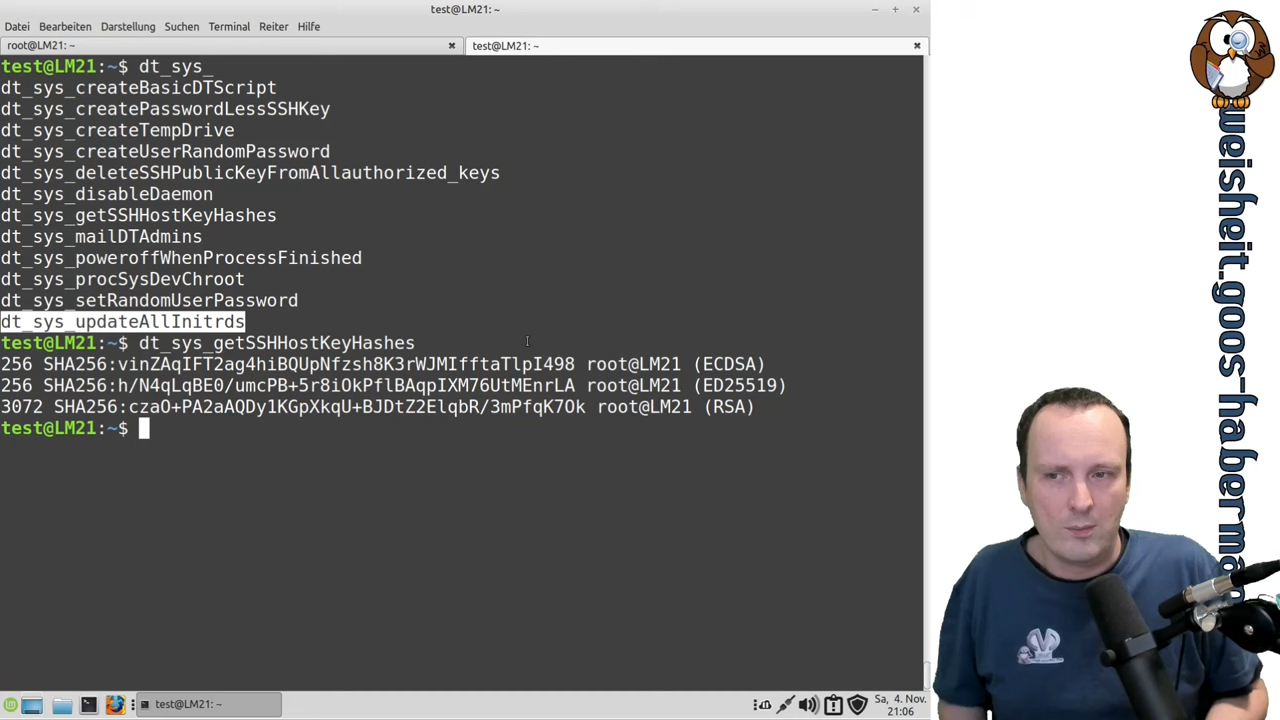 test@LM21: ~
Datei Bearbeiten Darstellung Suchen Terminal Reiter Hilfe
root@LM21: ~
test@LM21: ~
test@LM21:~$ dt_sys_
dt_sys_createBasicDTScript
dt_sys_createPasswordLessSSHKey
dt_sys_createTempDrive
dt_sys_createUserRandomPassword
dt_sys_deleteSSHPublicKeyFromAllauthorized_keys
dt_sys_disableDaemon
dt_sys_getSSHHostKeyHashes
dt_sys_mailDTAdmins
dt_sys_poweroffWhenProcessFinished
dt_sys_procSysDevChroot
dt_sys_setRandomUserPassword
dt_sys_updateAllInitrds
test@LM21:~$ dt_sys_getSSHHostKeyHashes
256 SHA256:vinZAqIFT2ag4hiBQUpNfzsh8K3rWJMIfftaTlpI498 root@LM21 (ECDSA)
256 SHA256:h/N4qLqBE0/umcPB+5r8iOkPflBAqpIXM76UtMEnrLA root@LM21 (ED25519)
3072 SHA256:czaO+PA2aAQDy1KGpXkqU+BJDtZ2ElqbR/3mPfqK7Ok root@LM21 (RSA)
test@LM21:~$
test@LM21: ~
Sa, 4. Nov.
21:06